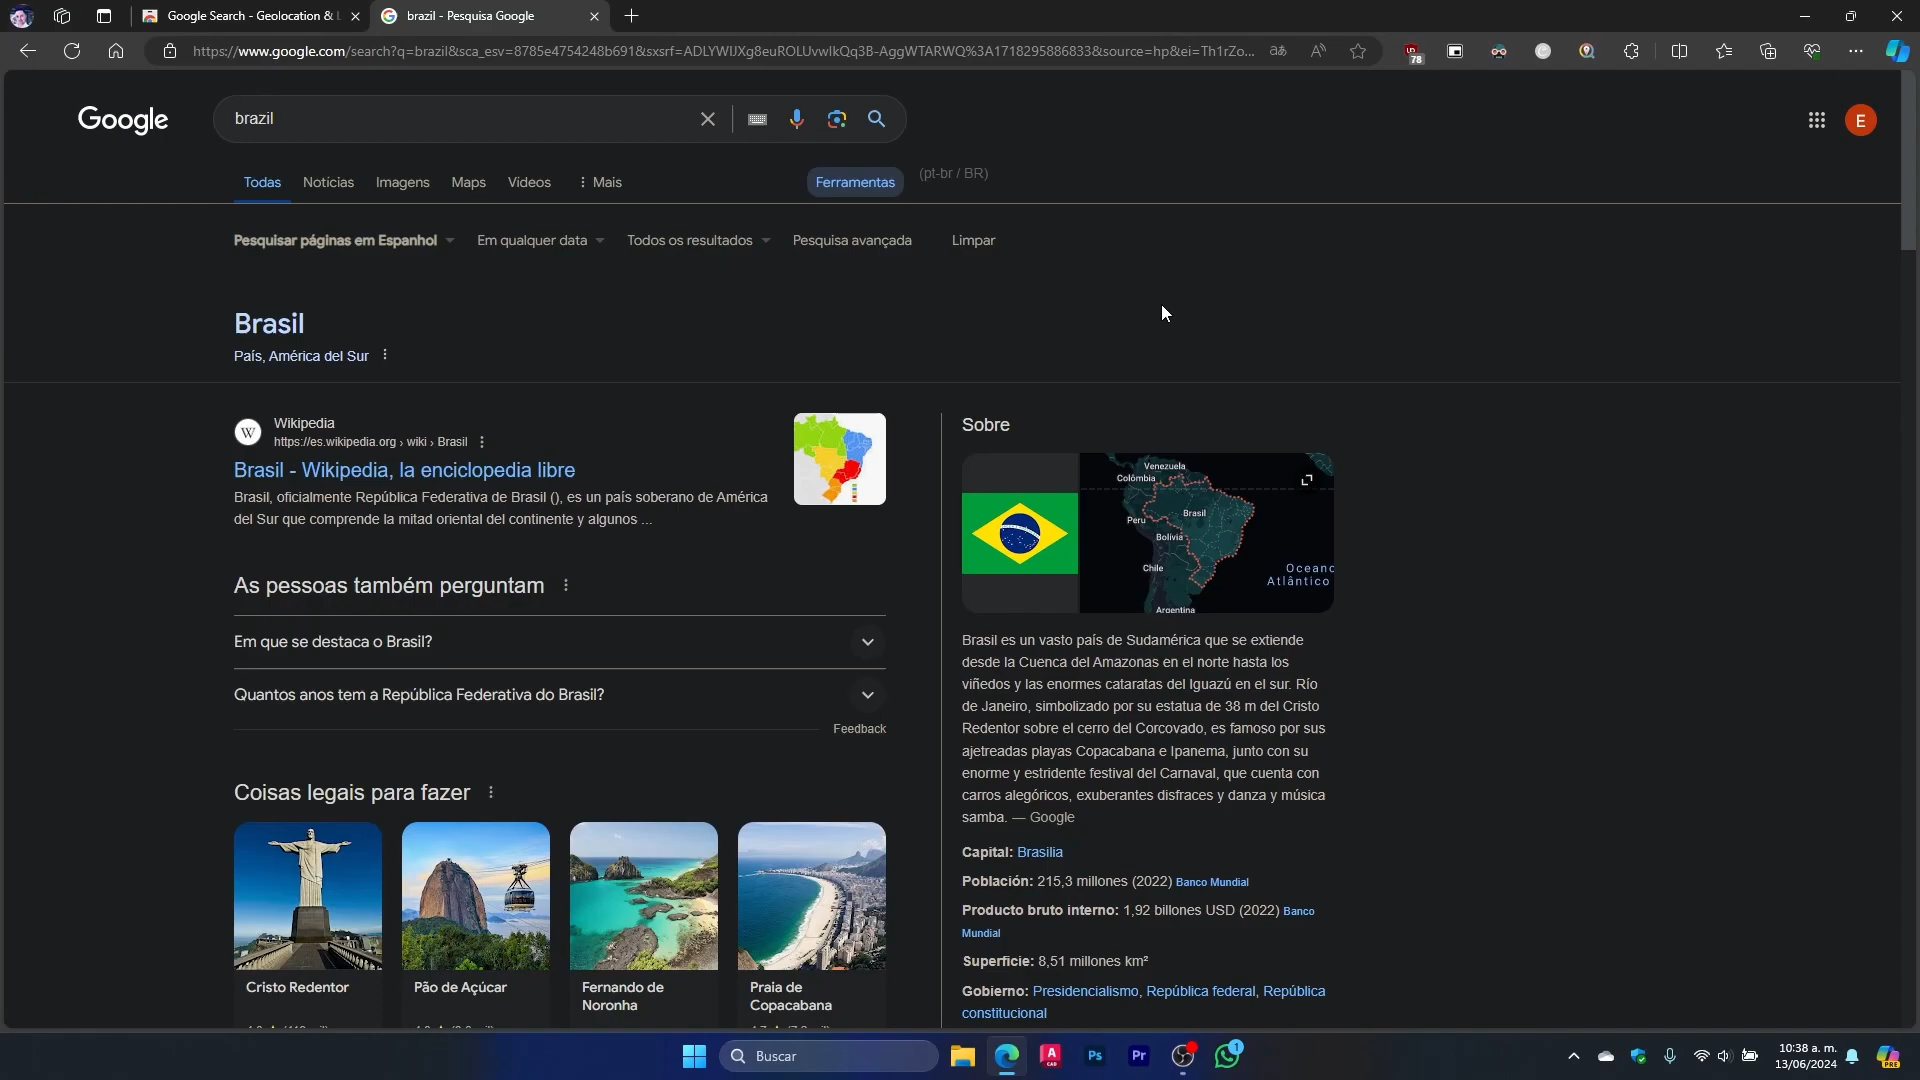 Google Search - Geolocation & L
brazil - Pesquisa Google
https://www.google.com/search?q=brazil&sca_esv=8785e4754248b691&sxsrf=ADLYWIJXg8euROLUvwIkQq3B-AggWTARWQ%3A1718295886833&source=hp&ei=Th1rZo...
78
Google
brazil
E
Todas
Notícias
Imagens
Maps
Vídeos
Mais
Ferramentas
(pt-br / BR)
Pesquisar páginas em Espanhol
Em qualquer data
Todos os resultados
Pesquisa avançada
Limpar
Brasil
País, América del Sur
W
Wikipedia
https://es.wikipedia.org › wiki › Brasil
Brasil - Wikipedia, la enciclopedia libre
Brasil, oficialmente República Federativa de Brasil (), es un país soberano de América
del Sur que comprende la mitad oriental del continente y algunos ...
As pessoas também perguntam
Em que se destaca o Brasil?
Quantos anos tem a República Federativa do Brasil?
Feedback
Coisas legais para fazer
Cristo Redentor
Pão de Açúcar
Fernando de
Noronha
Praia de
Copacabana
Sobre
Venezuela
Colômbia
Brasil
Peru
Bolívia
Chile
Oceano
Atlântico
Argentina
Brasil es un vasto país de Sudamérica que se extiende
desde la Cuenca del Amazonas en el norte hasta los
viñedos y las enormes cataratas del Iguazú en el sur. Río
de Janeiro, simbolizado por su estatua de 38 m del Cristo
Redentor sobre el cerro del Corcovado, es famoso por sus
ajetreadas playas Copacabana e Ipanema, junto con su
enorme y estridente festival del Carnaval, que cuenta con
carros alegóricos, exuberantes disfraces y danza y música
samba. — Google
Capital: Brasilia
Población: 215,3 millones (2022) Banco Mundial
Producto bruto interno: 1,92 billones USD (2022) Banco
Mundial
Superficie: 8,51 millones km²
Gobierno: Presidencialismo, República federal, República
constitucional
Buscar
A
CAD
Ps
Pr
1
10:38 a. m.
13/06/2024
PRE